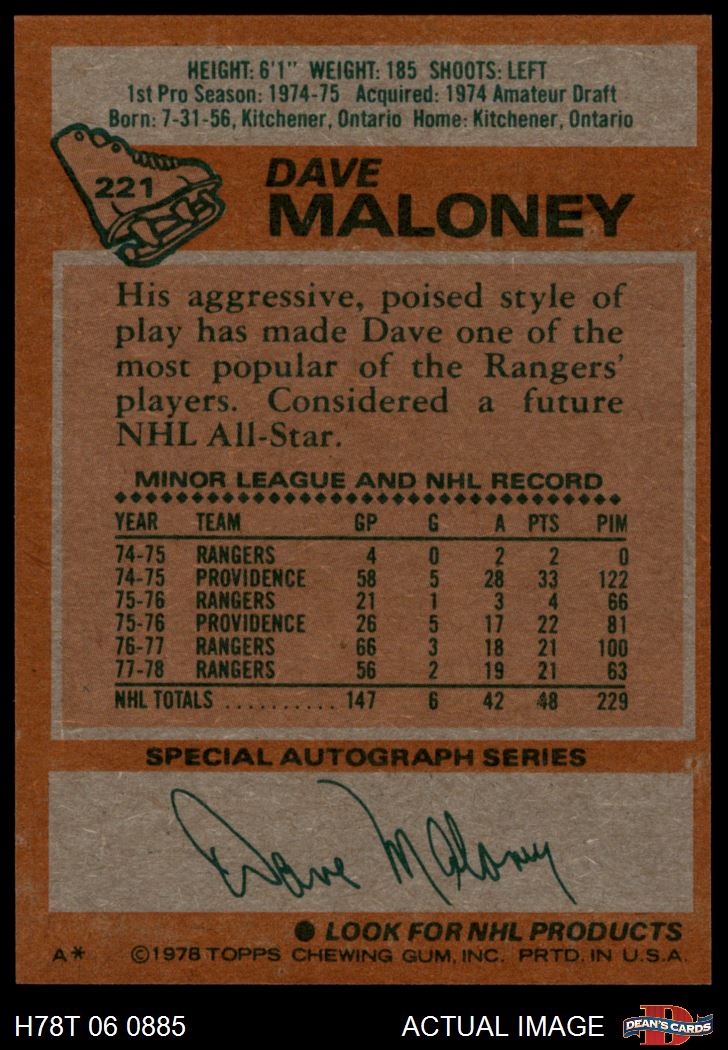 HEIGHT: 6'1" WEIGHT: 185 SHOOTS: LEFT
1st Pro Season: 1974-75 Acquired: 1974 Amateur Draft
Born: 7-31-56, Kitchener, Ontario Home: Kitchener, Ontario
221
DAVE
MALONEY
His aggressive, poised style of
play has made Dave one of the
most popular of the Rangers'
players. Considered a future
NHL All-Star.
MINOR LEAGUE AND NHL RECORD
YEAR TEAM GP G A PTS PIM
74-75 RANGERS 4 0 2 2 0
74-75 PROVIDENCE 58 5 28 33 122
75-76 RANGERS 21 1 3 4 66
75-76 PROVIDENCE 26 5 17 22 81
76-77 RANGERS 66 3 18 21 100
77-78 RANGERS 56 2 19 21 63
NHL TOTALS .......... 147 6 42 48 229
SPECIAL AUTOGRAPH SERIES
Dave Maloney
● LOOK FOR NHL PRODUCTS
A* ©1978 TOPPS CHEWING GUM, INC. PRTD. IN U.S.A.
H78T 06 0885 ACTUAL IMAGE D DEAN'S CARDS